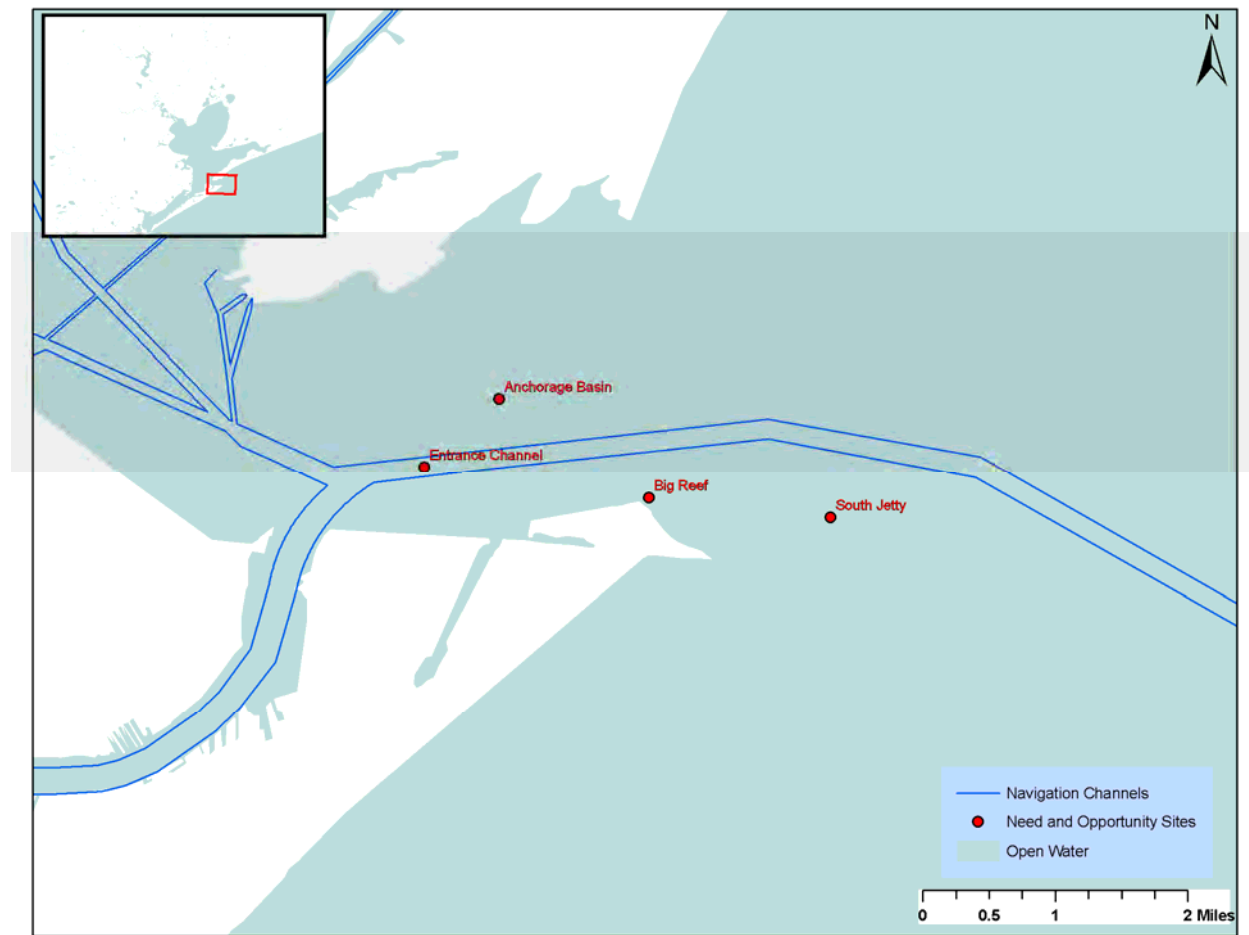 N
Anchorage Basin
Entrance Channel
Big Reef
South Jetty
Navigation Channels
Need and Opportunity Sites
Open Water
0 0.5 1 2 Miles